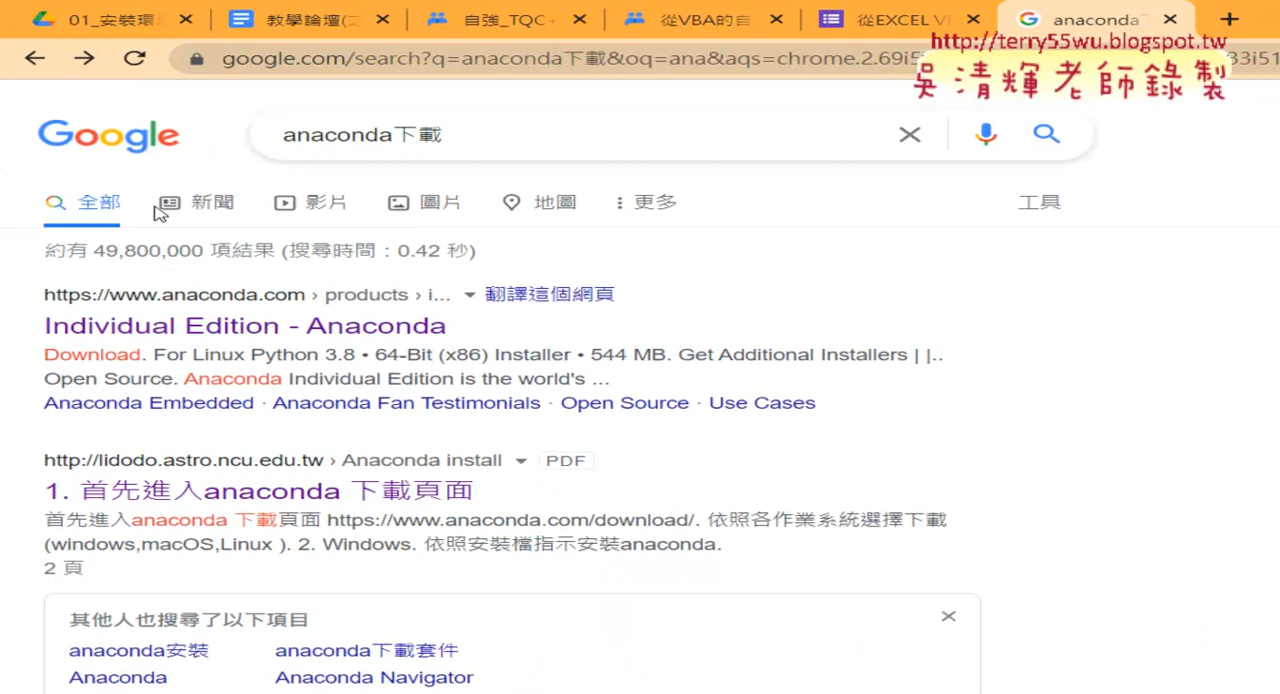 01_安裝環 教學論壇(之 自強_TQC+ 從VBA的自 從EXCEL V anaconda
http://terry55wu.blogspot.tw
google.com/search?q=anaconda下載&oq=ana&aqs=chrome.2.69i5
吳清輝老師錄製
Google anaconda下載
全部 新聞 影片 圖片 地圖 更多 工具
約有 49,800,000 項結果 (搜尋時間：0.42 秒)
https://www.anaconda.com › products › i... 翻譯這個網頁
Individual Edition - Anaconda
Download. For Linux Python 3.8 • 64-Bit (x86) Installer • 544 MB. Get Additional Installers | |..
Open Source. Anaconda Individual Edition is the world's ...
Anaconda Embedded · Anaconda Fan Testimonials · Open Source · Use Cases
http://lidodo.astro.ncu.edu.tw › Anaconda install PDF
1. 首先進入anaconda 下載頁面
首先進入anaconda 下載頁面 https://www.anaconda.com/download/. 依照各作業系統選擇下載
(windows,macOS,Linux ). 2. Windows. 依照安裝檔指示安裝anaconda.
2 頁
其他人也搜尋了以下項目
anaconda安裝 anaconda下載套件
Anaconda Anaconda Navigator